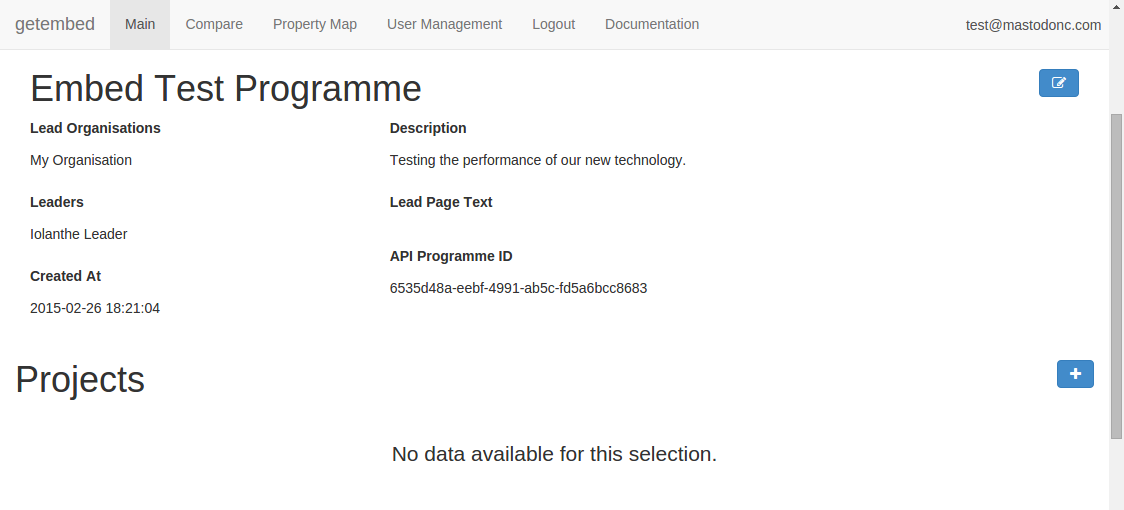 getembed Main Compare Property Map User Management Logout Documentation test@mastodonc.com
Embed Test Programme
Lead Organisations
My Organisation
Leaders
Iolanthe Leader
Created At
2015-02-26 18:21:04
Description
Testing the performance of our new technology.
Lead Page Text
API Programme ID
6535d48a-eebf-4991-ab5c-fd5a6bcc8683
Projects
No data available for this selection.